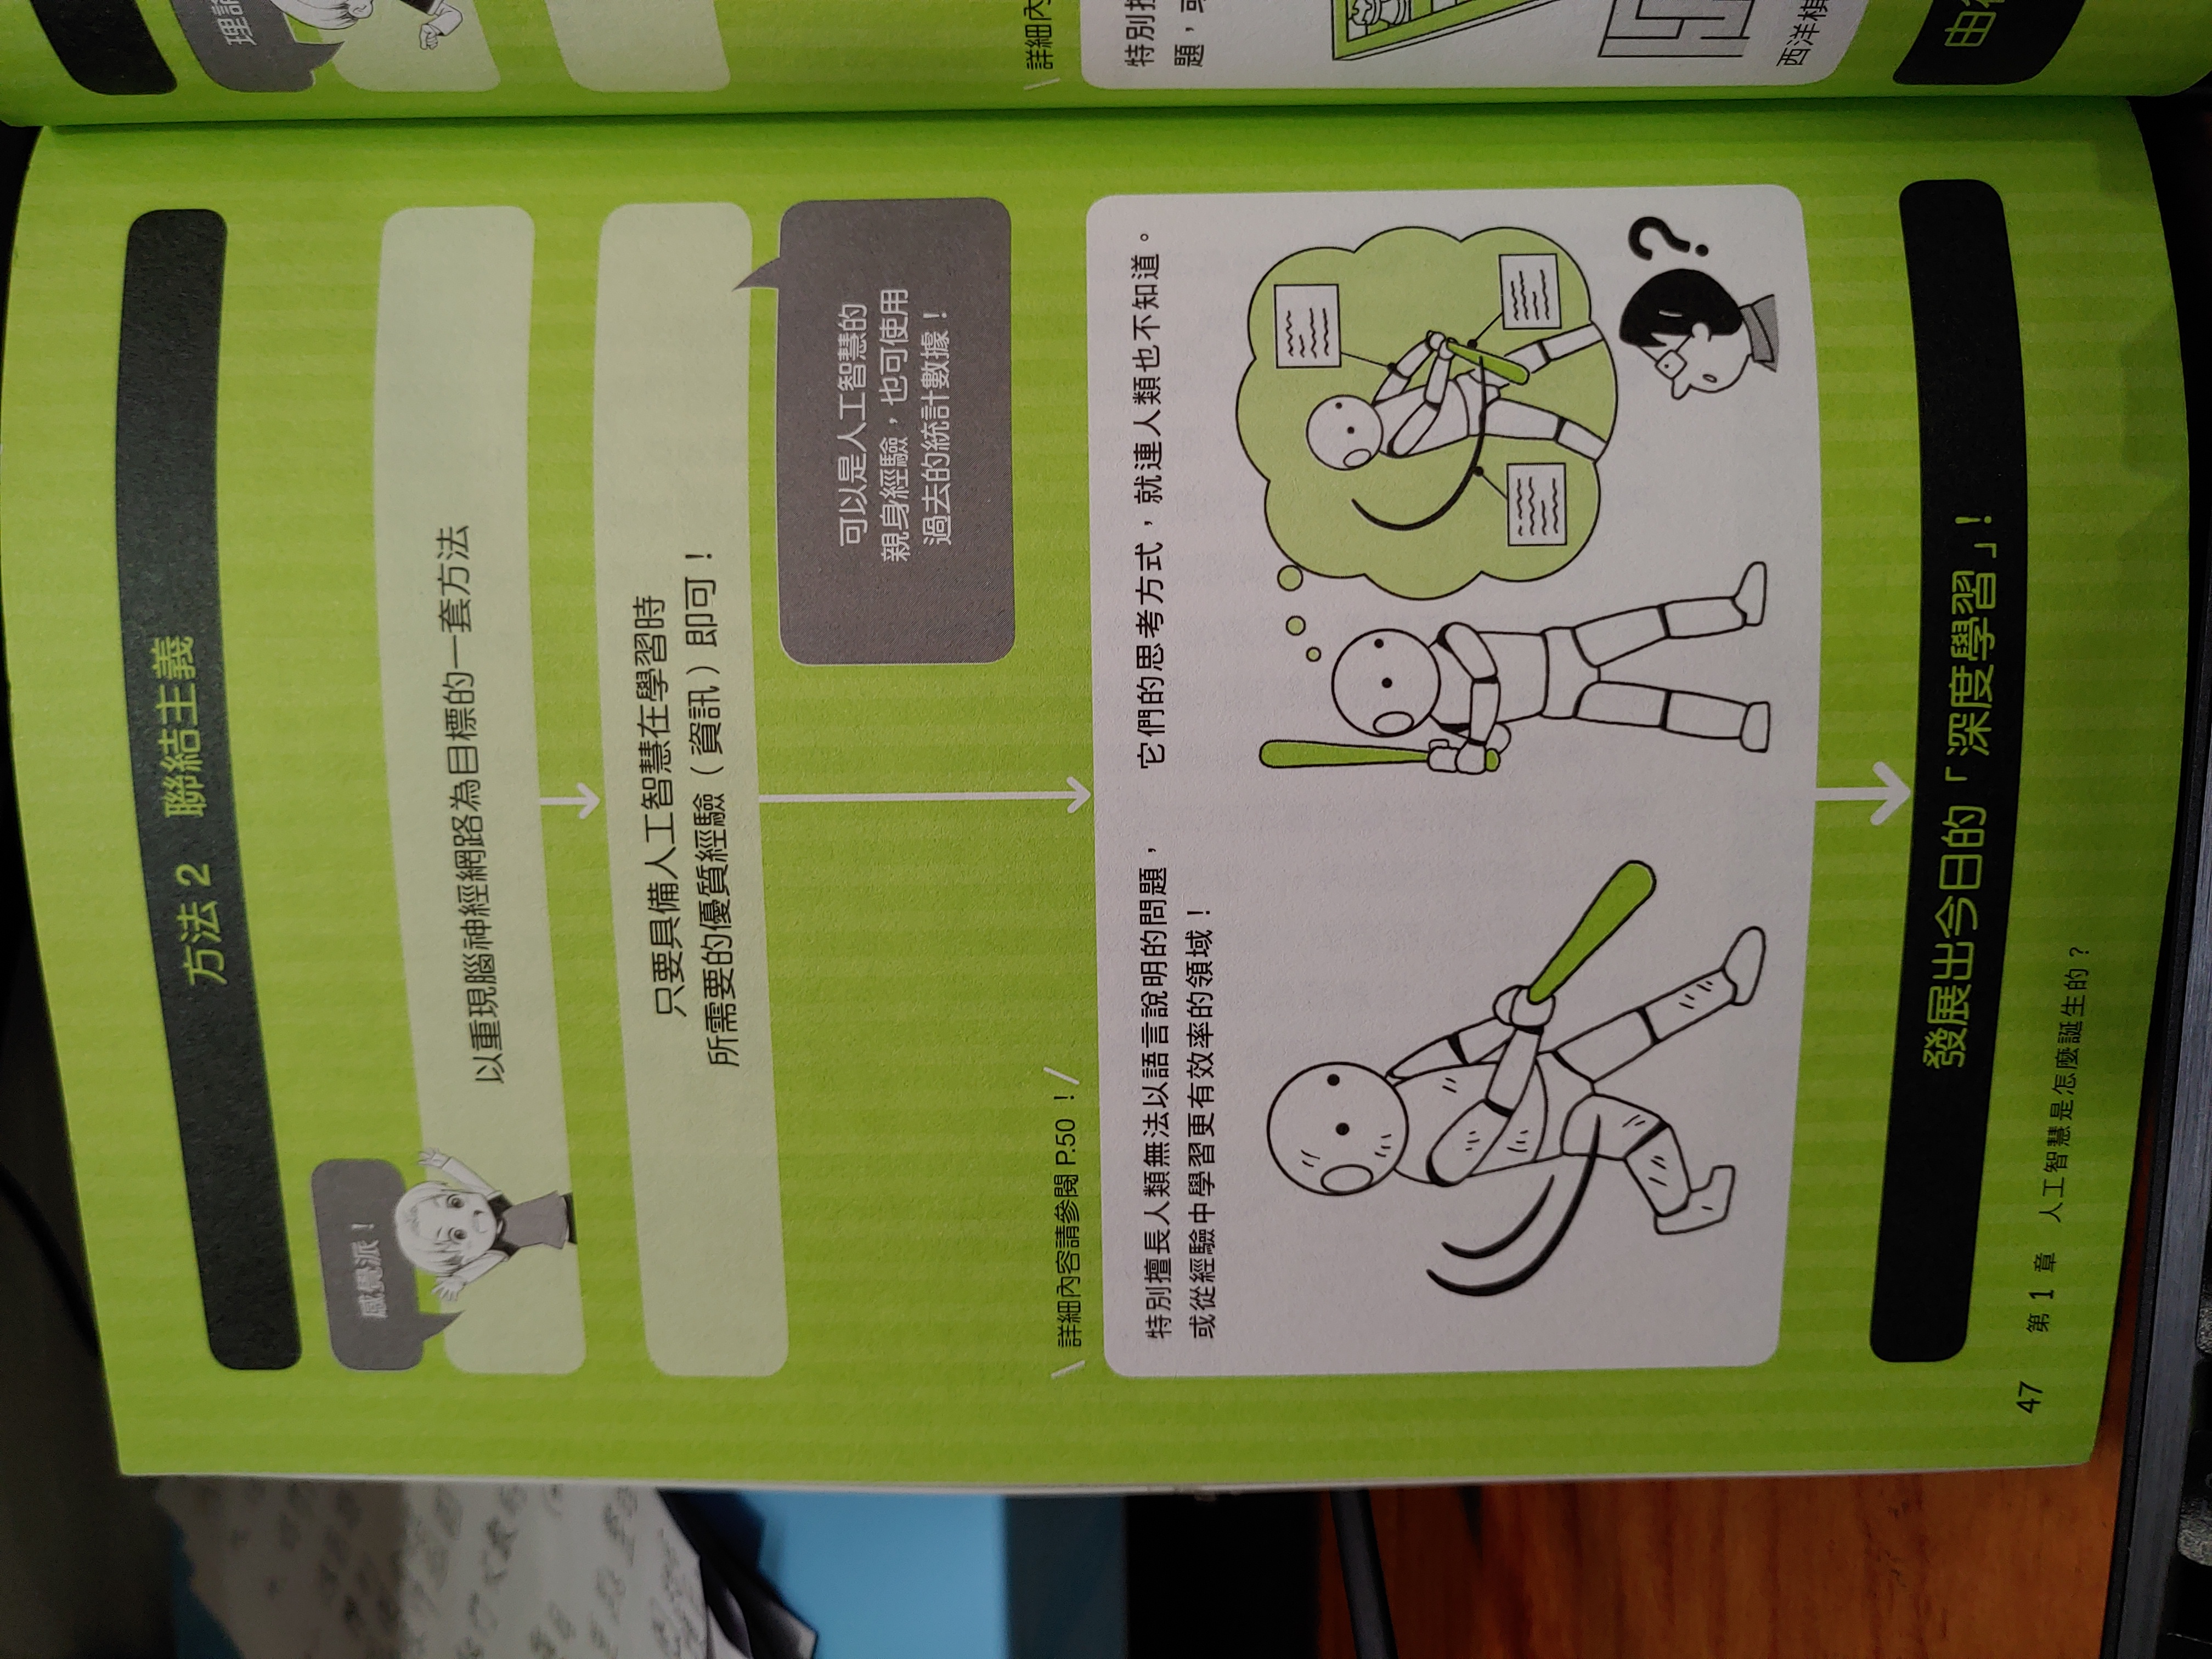 方法 2　聯結主義
感覺派！
以重現腦神經網路為目標的一套方法
只要具備人工智慧在學習時
所需要的優質經驗（資訊）即可！
可以是人工智慧的
親身經驗，也可使用
過去的統計數據！
詳細內容請參閱 P.50 ！
特別擅長人類無法以語言說明的問題，
或從經驗中學習更有效率的領域！
它們的思考方式，就連人類也不知道。
?
發展出今日的「深度學習」！
47　第 1 章　人工智慧是怎麼誕生的？
理論
詳細內
特別擅
題，或
西洋棋
由